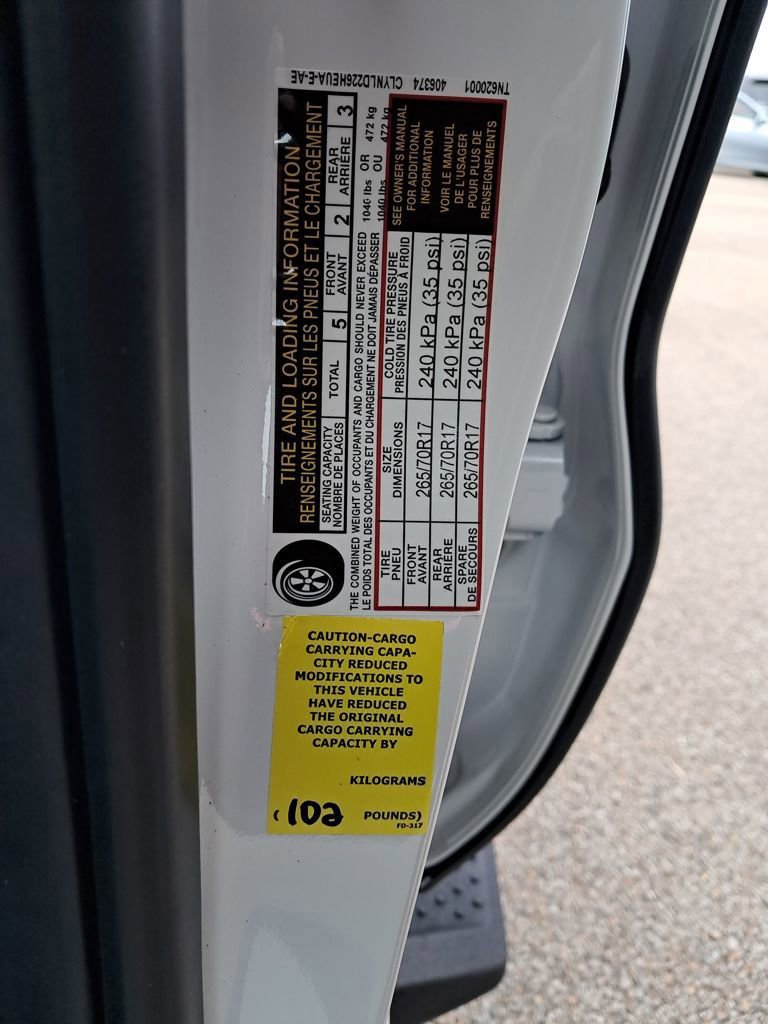 TN620001 406374 CLYNLD226HEUA-E-AE
TIRE AND LOADING INFORMATION
RENSEIGNEMENTS SUR LES PNEUS ET LE CHARGEMENT
SEATING CAPACITY
NOMBRE DE PLACES
TOTAL 5
FRONT
AVANT
2
REAR
ARRIÈRE
3
THE COMBINED WEIGHT OF OCCUPANTS AND CARGO SHOULD NEVER EXCEED 1040 lbs OR 472 kg
LE POIDS TOTAL DES OCCUPANTS ET DU CHARGEMENT NE DOIT JAMAIS DÉPASSER 1040 lbs OU 472 kg
TIRE
PNEU
SIZE
DIMENSIONS
COLD TIRE PRESSURE
PRESSION DES PNEUS À FROID
FRONT
AVANT
265/70R17
240 kPa (35 psi)
REAR
ARRIÈRE
265/70R17
240 kPa (35 psi)
SPARE
DE SECOURS
265/70R17
240 kPa (35 psi)
SEE OWNER'S MANUAL
FOR ADDITIONAL
INFORMATION
VOIR LE MANUEL
DE L'USAGER
POUR PLUS DE
RENSEIGNEMENTS
CAUTION-CARGO
CARRYING CAPA-
CITY REDUCED
MODIFICATIONS TO
THIS VEHICLE
HAVE REDUCED
THE ORIGINAL
CARGO CARRYING
CAPACITY BY
KILOGRAMS
(102 POUNDS)
FD-317